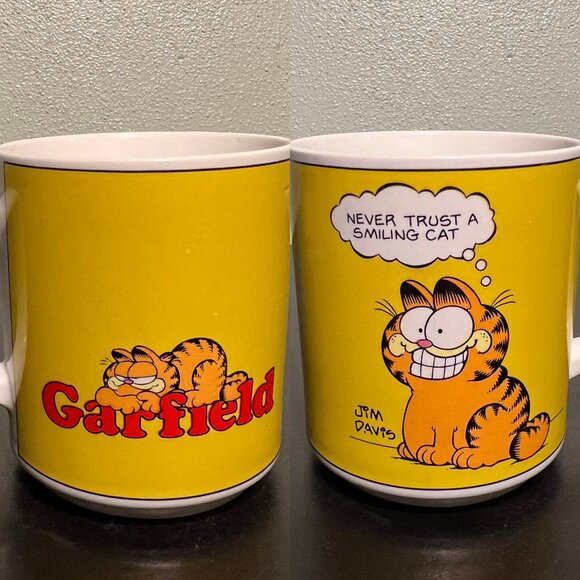 Garfield
NEVER TRUST A
SMILING CAT
JIM
DAVIS